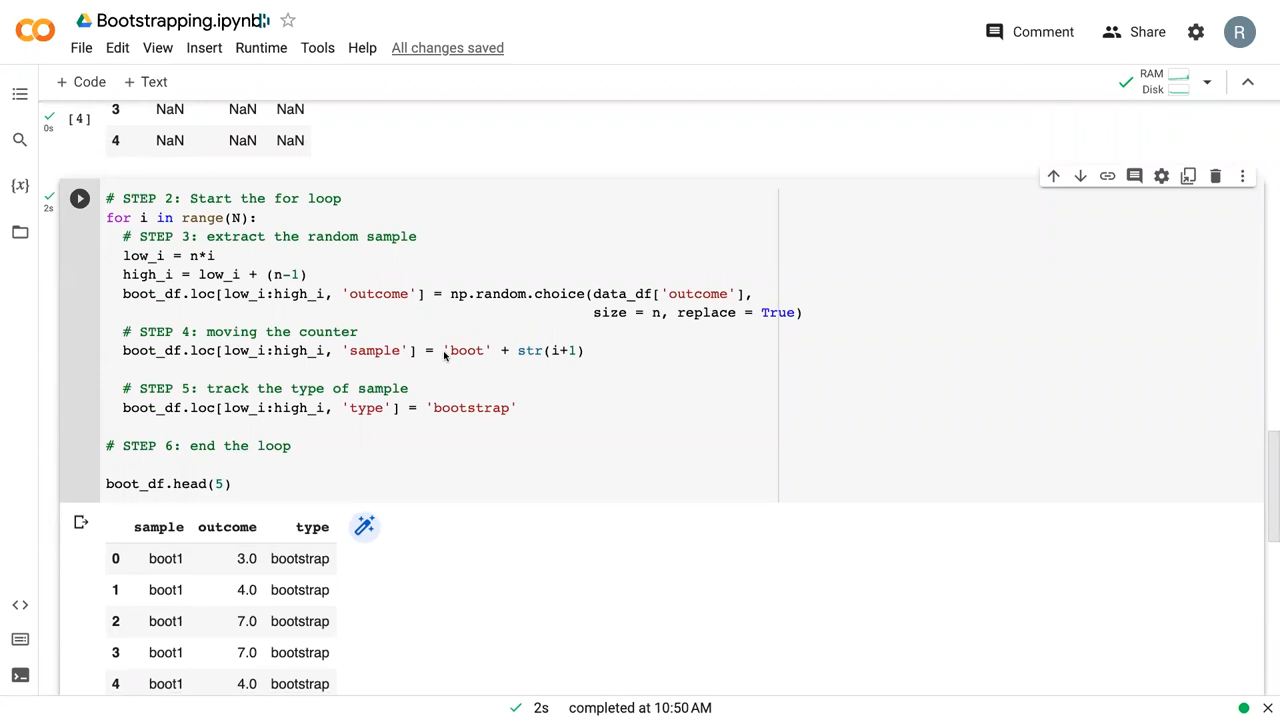 Bootstrapping.ipynb
File Edit View Insert Runtime Tools Help All changes saved
Comment Share R
+ Code + Text
RAM
Disk
[4]
0s
3 NaN NaN NaN
4 NaN NaN NaN
2s
# STEP 2: Start the for loop
for i in range(N):
  # STEP 3: extract the random sample
  low_i = n*i
  high_i = low_i + (n-1)
  boot_df.loc[low_i:high_i, 'outcome'] = np.random.choice(data_df['outcome'],
                                                          size = n, replace = True)
  # STEP 4: moving the counter
  boot_df.loc[low_i:high_i, 'sample'] = 'boot' + str(i+1)
  # STEP 5: track the type of sample
  boot_df.loc[low_i:high_i, 'type'] = 'bootstrap'
# STEP 6: end the loop
boot_df.head(5)
sample outcome type
0 boot1 3.0 bootstrap
1 boot1 4.0 bootstrap
2 boot1 7.0 bootstrap
3 boot1 7.0 bootstrap
4 boot1 4.0 bootstrap
2s completed at 10:50 AM